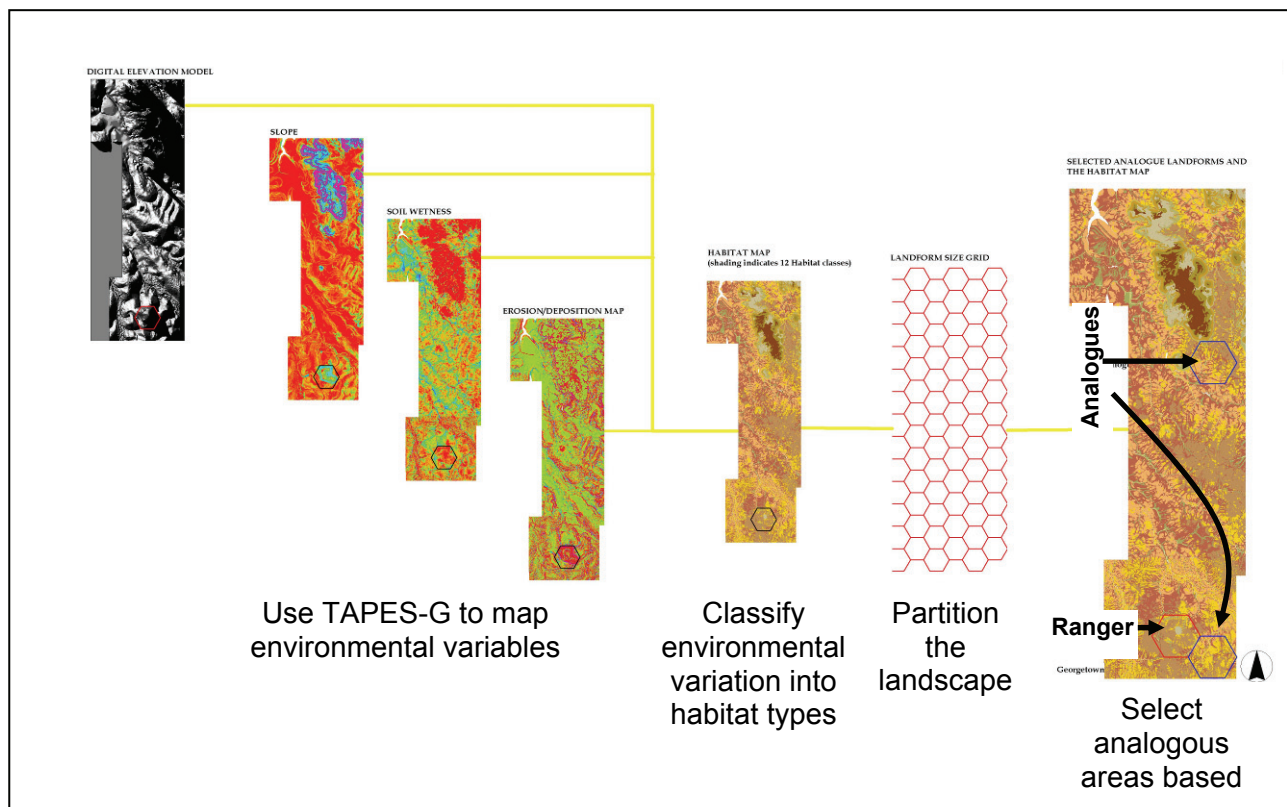 DIGITAL ELEVATION MODEL
SLOPE
SOIL WETNESS
EROSION/DEPOSITION MAP
HABITAT MAP
(shading indicates 12 Habitat classes)
LANDFORM SIZE GRID
SELECTED ANALOGUE LANDFORMS AND
THE HABITAT MAP
Analogues
Ranger
Georgetown
Use TAPES-G to map
environmental variables
Classify
environmental
variation into
habitat types
Partition
the
landscape
Select
analogous
areas based